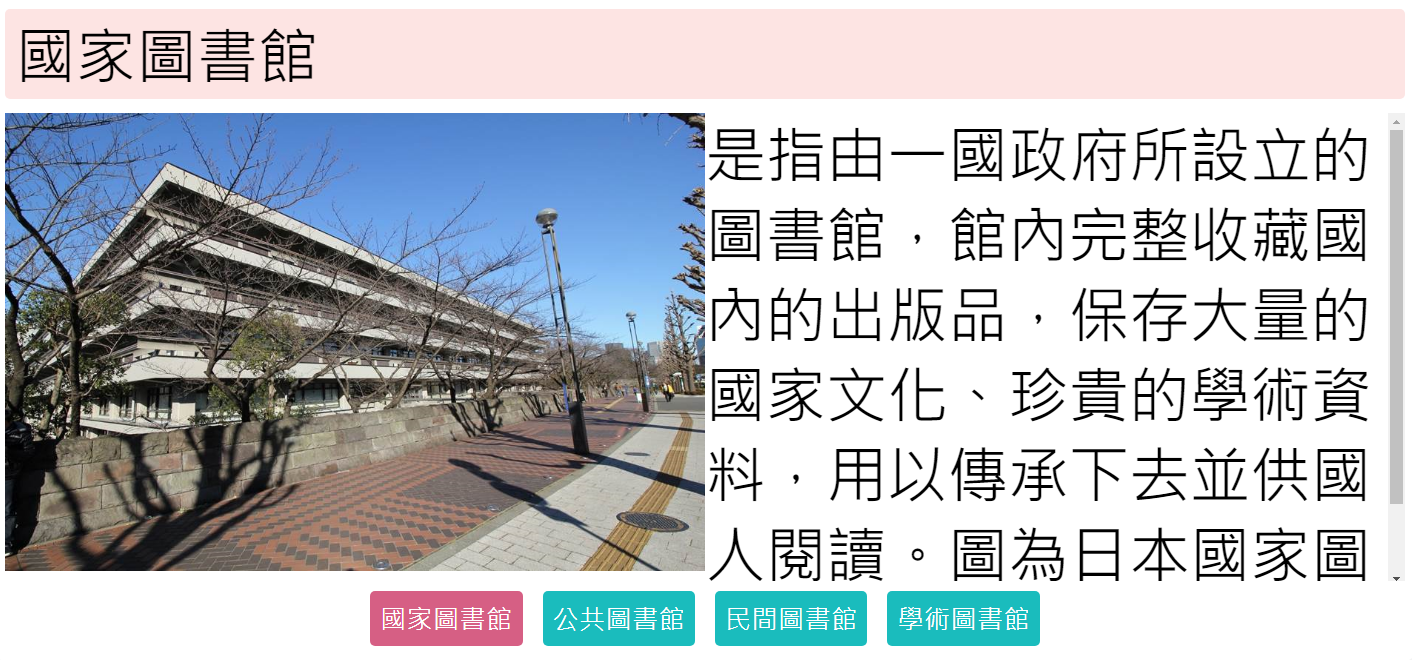 國家圖書館
是指由一國政府所設立的
圖書館，館內完整收藏國
內的出版品，保存大量的
國家文化、珍貴的學術資
料，用以傳承下去並供國
人閱讀。圖為日本國家圖
國家圖書館
公共圖書館
民間圖書館
學術圖書館